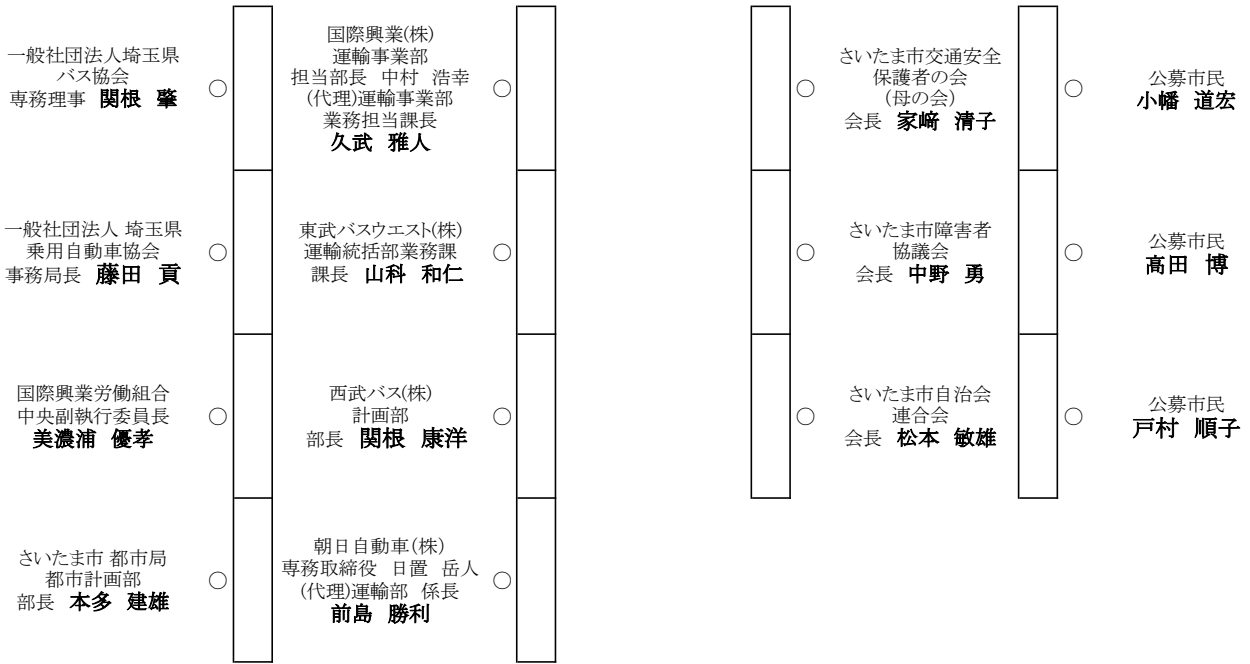 一般社団法人埼玉県
バス協会
専務理事 関根 肇
○
国際興業(株)
運輸事業部
担当部長 中村 浩幸
(代理)運輸事業部
業務担当課長
久武 雅人
○
○
さいたま市交通安全
保護者の会
(母の会)
会長 家﨑 清子
○
公募市民
小幡 道宏
一般社団法人 埼玉県
乗用自動車協会
事務局長 藤田 貢
○
東武バスウエスト(株)
運輸統括部業務課
課長 山科 和仁
○
○
さいたま市障害者
協議会
会長 中野 勇
○
公募市民
高田 博
国際興業労働組合
中央副執行委員長
美濃浦 優孝
○
西武バス(株)
計画部
部長 関根 康洋
○
○
さいたま市自治会
連合会
会長 松本 敏雄
○
公募市民
戸村 順子
さいたま市 都市局
都市計画部
部長 本多 建雄
○
朝日自動車(株)
専務取締役 日置 岳人
(代理)運輸部 係長
前島 勝利
○